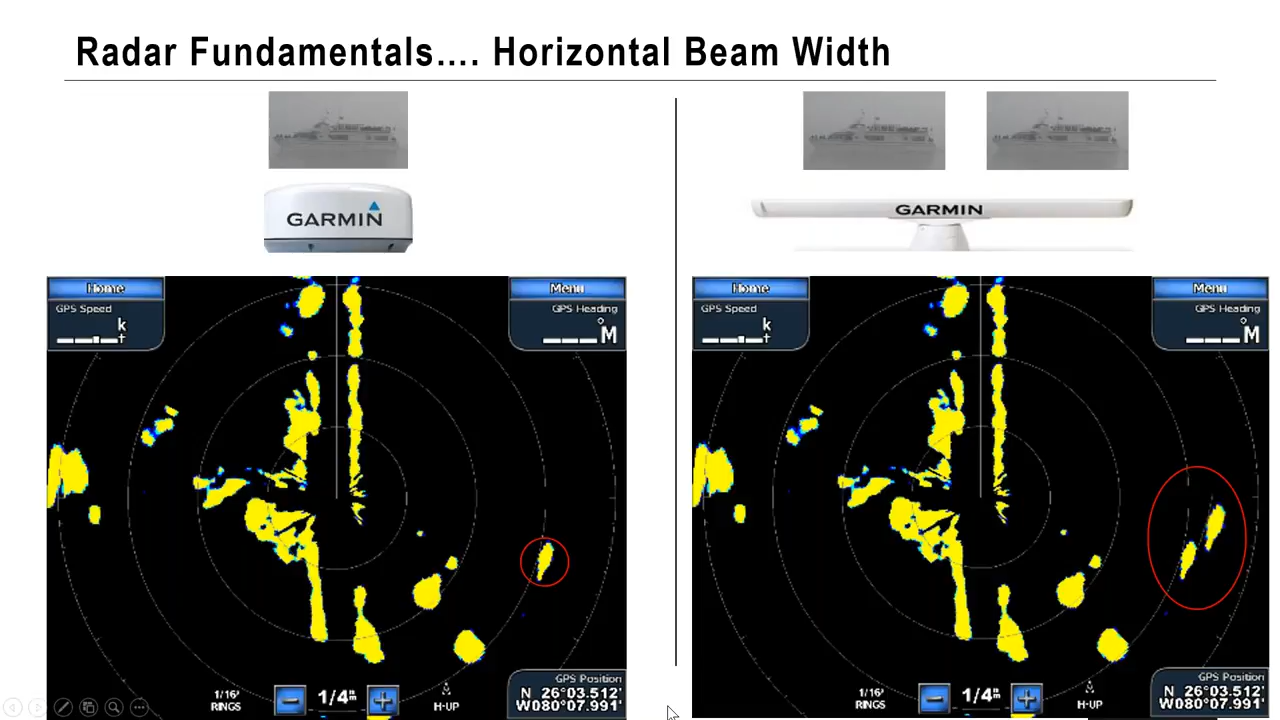 Radar Fundamentals.... Horizontal Beam Width
GARMIN
GARMIN
Home
Menu
GPS Speed
GPS Heading
k
t
° M
1/16'
RINGS
1/4 n m
H-UP
GPS Position
N 26°03.512'
W080°07.991'
Home
Menu
GPS Speed
GPS Heading
k
t
° M
1/16'
RINGS
1/4 n m
H-UP
GPS Position
N 26°03.512'
W080°07.991'